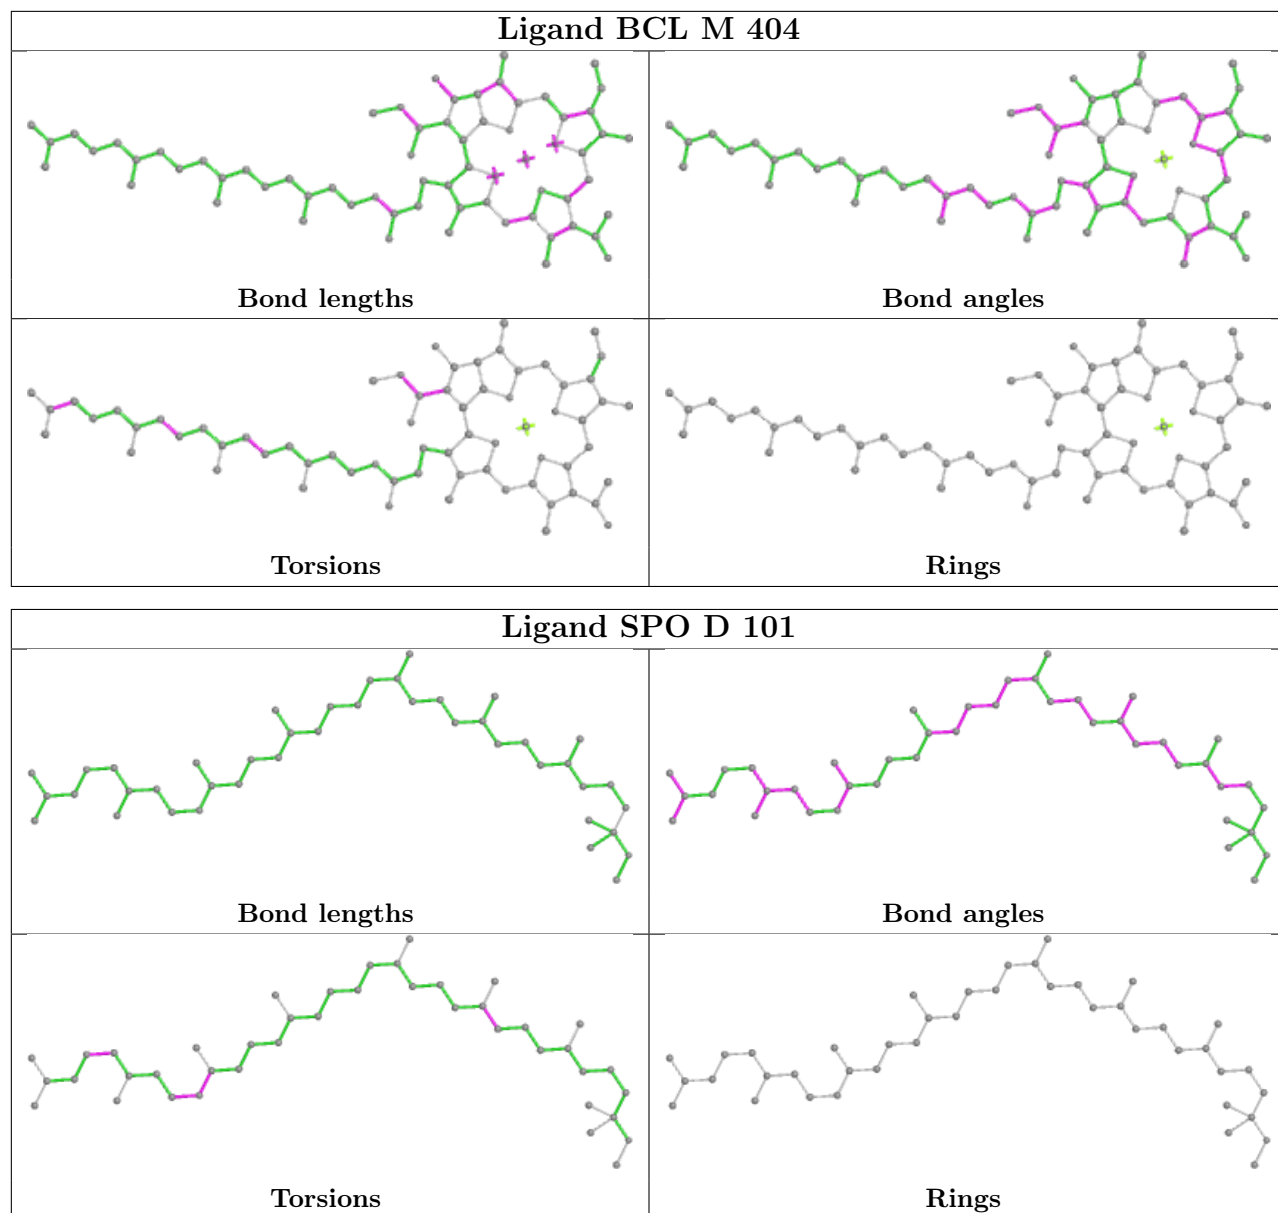 Ligand BCL M 404
Bond lengths
Bond angles
Torsions
Rings
Ligand SPO D 101
Bond lengths
Bond angles
Torsions
Rings